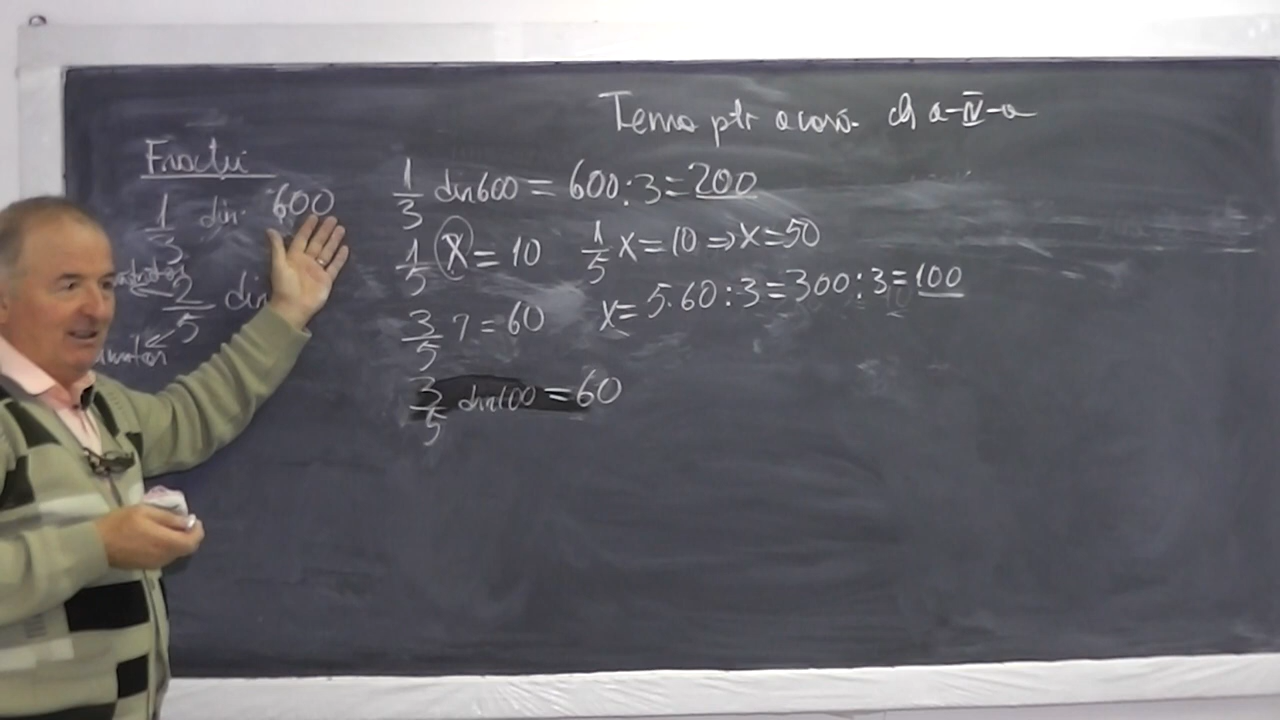 Tema ptr acasă cl a-IV-a
Fracţii
1/3 din 600
2/5 din
1/3 din 600 = 600:3=200
1/5 x = 10 1/5 x=10 ⇒ x=50
3/5 ? = 60 x= 5·60:3=300:3=100
3/5 din 100 = 60